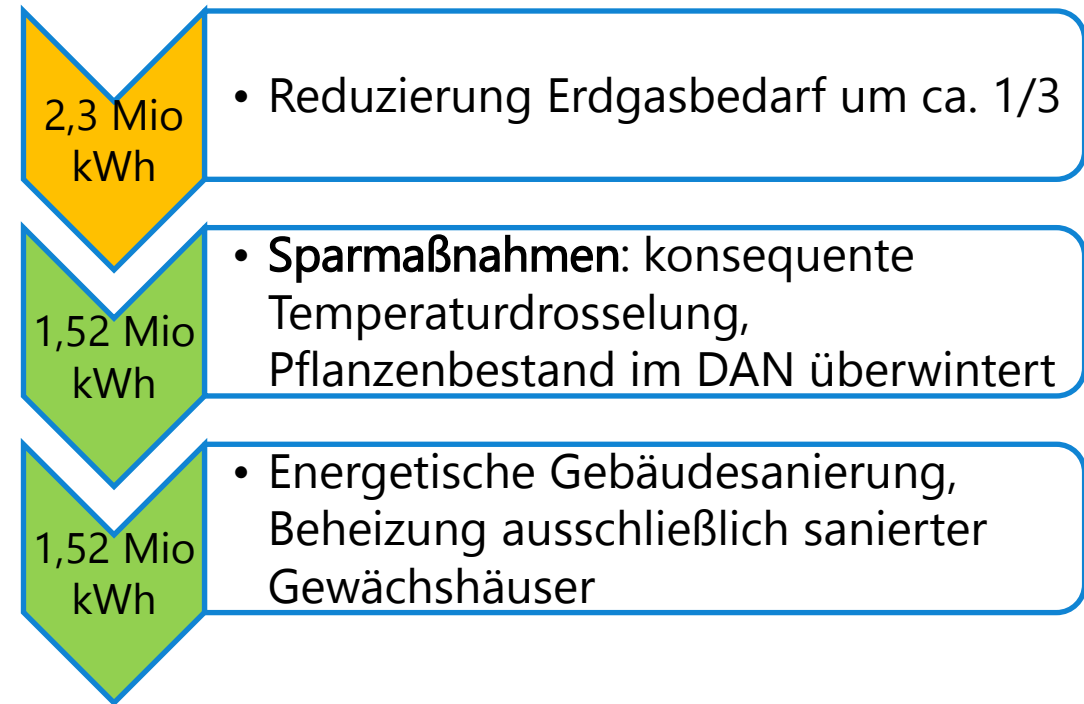 2,3 Mio
kWh
• Reduzierung Erdgasbedarf um ca. 1/3
1,52 Mio
kWh
• Sparmaßnahmen: konsequente
Temperaturdrosselung,
Pflanzenbestand im DAN überwintert
1,52 Mio
kWh
• Energetische Gebäudesanierung,
Beheizung ausschließlich sanierter
Gewächshäuser